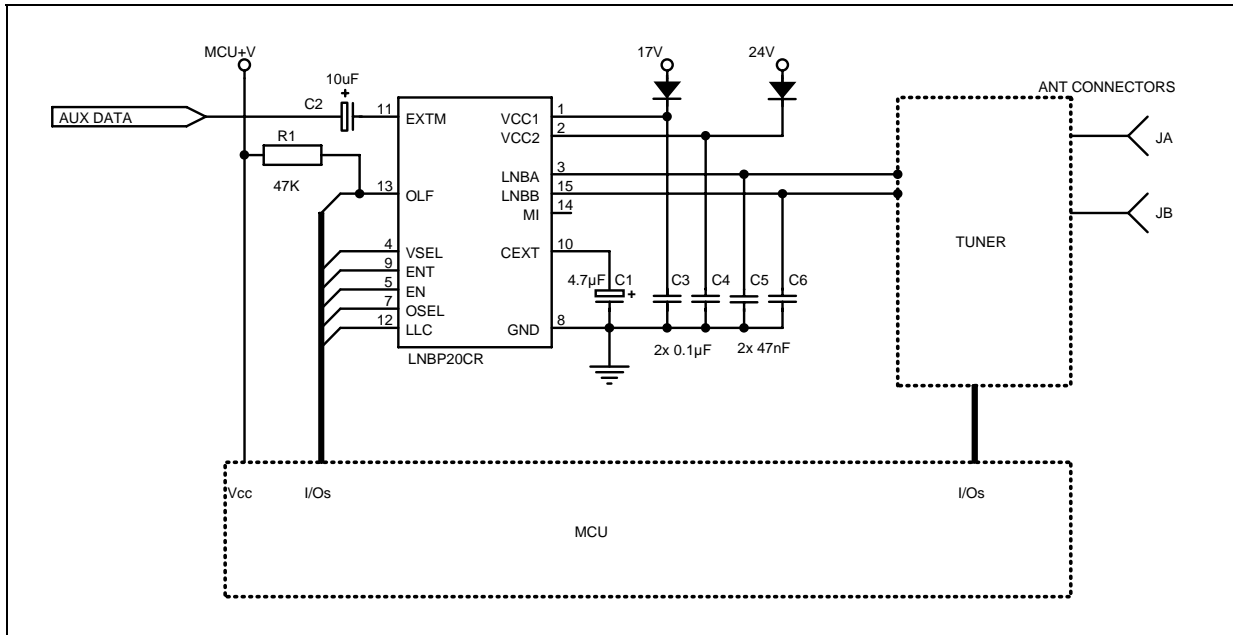 MCU+V
17V
24V
10uF
+
ANT CONNECTORS
C2
AUX DATA
11
EXTM
VCC1
1
VCC2
2
JA
R1
47K
LNBA
3
13
OLF
LNBB
15
MI
14
JB
TUNER
4
VSEL
CEXT
10
9
ENT
5
EN
4.7µF
C1
+
C3
C4
C5
C6
7
OSEL
12
LLC
GND
8
2x 0.1µF
2x 47nF
LNBP20CR
Vcc
I/Os
I/Os
MCU